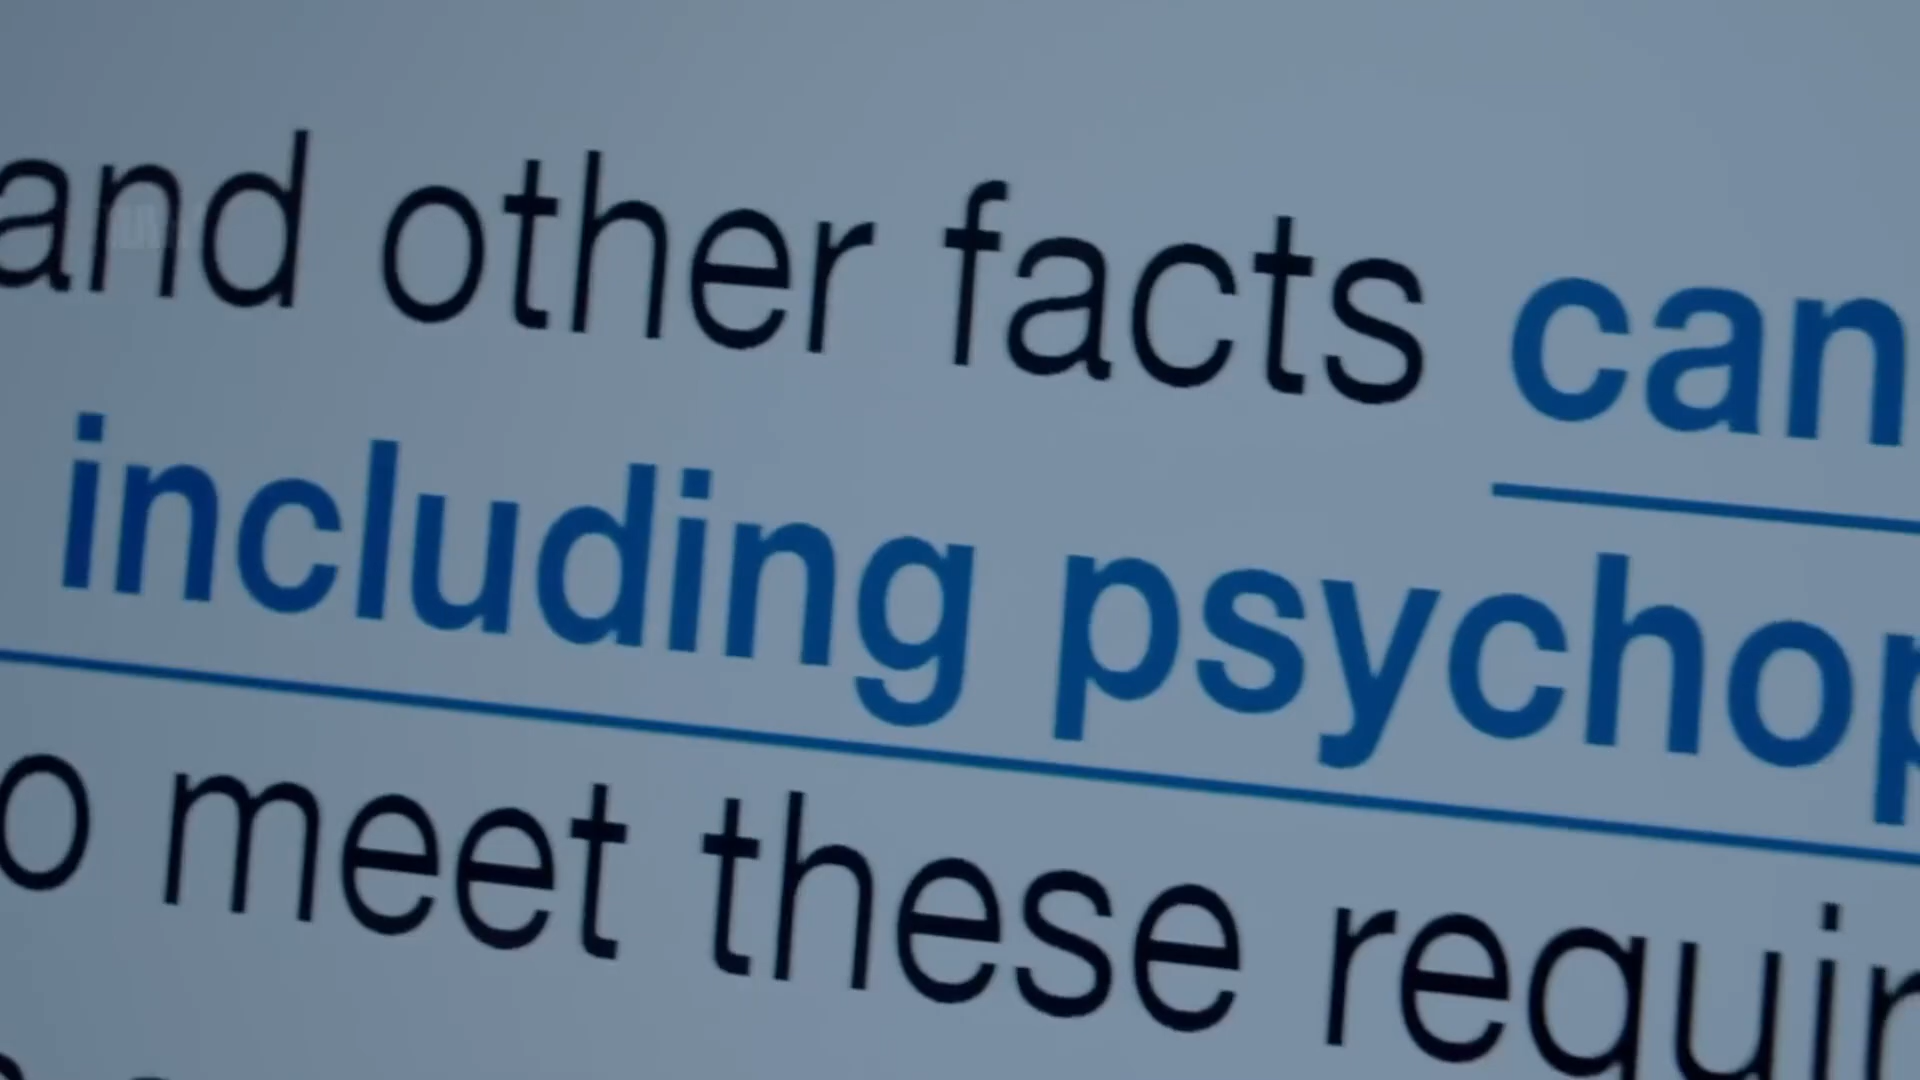 and other facts can
including psychop
o meet these requir